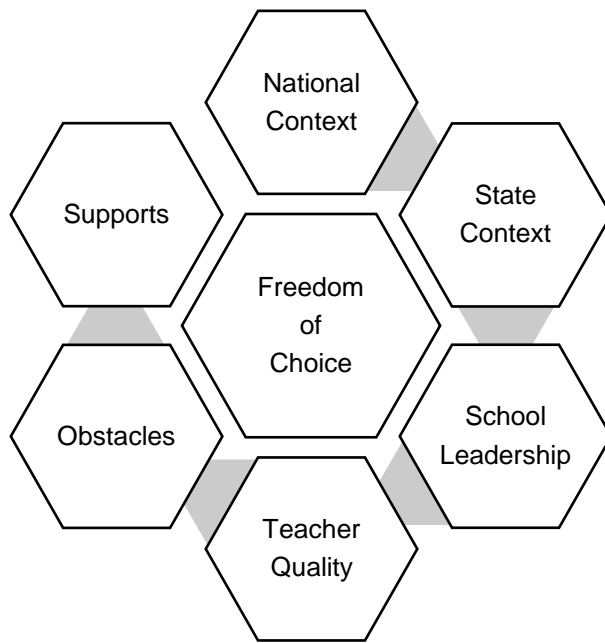 National
Context
Supports
State
Context
Freedom
of
Choice
Obstacles
School
Leadership
Teacher
Quality